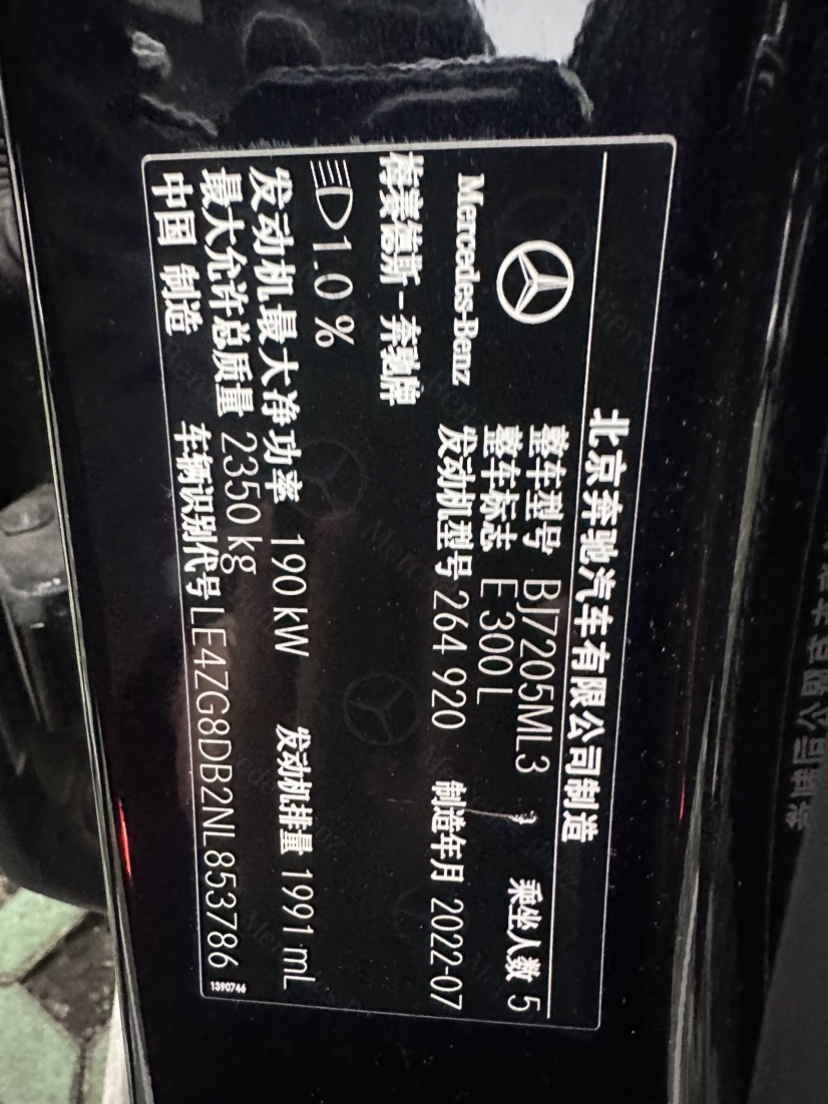 北京奔驰汽车有限公司制造
整车型号 BJ7205ML3 乘坐人数 5
整车标志 E 300 L
Mercedes-Benz 发动机型号 264 920 制造年月 2022-07
梅赛德斯-奔驰牌
1.0%
发动机最大净功率 190 kW 发动机排量 1991 mL
最大允许总质量 2350 kg
中国 制造 车辆识别代号 LE4ZG8DB2NL853786
1390746